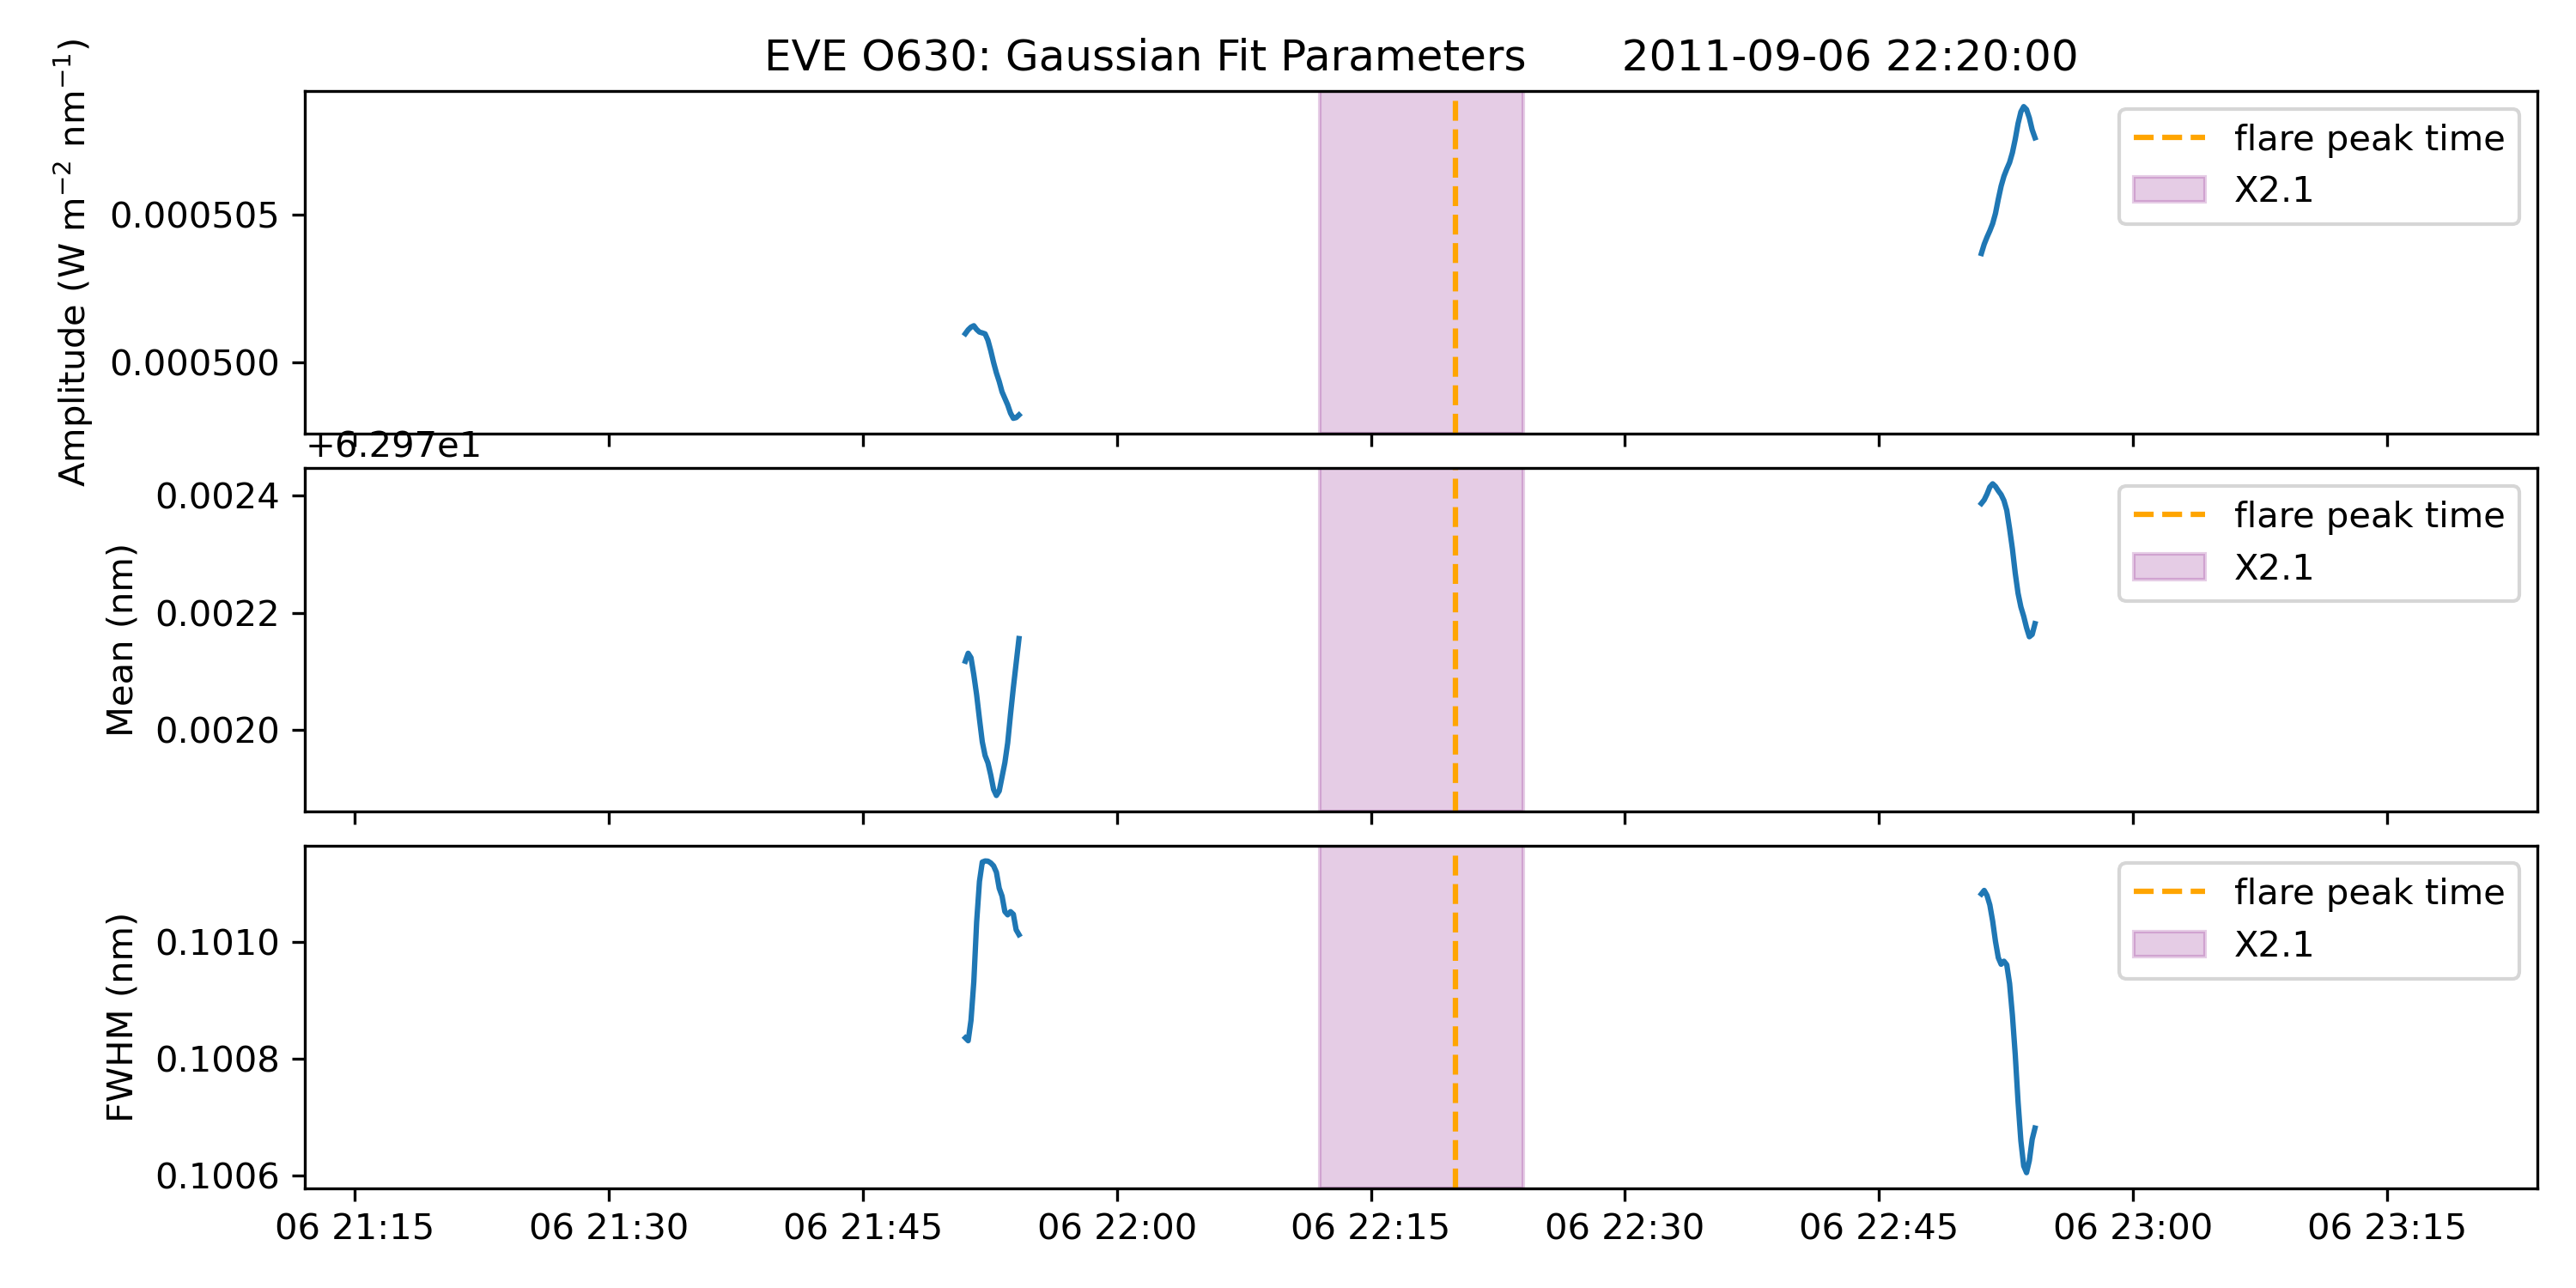 EVE O630: Gaussian Fit Parameters 2011-09-06 22:20:00
Amplitude (W m⁻² nm⁻¹)
0.000505
0.000500
flare peak time
X2.1
+6.297e1
Mean (nm)
0.0024
0.0022
0.0020
flare peak time
X2.1
FWHM (nm)
0.1010
0.1008
0.1006
flare peak time
X2.1
06 21:15 06 21:30 06 21:45 06 22:00 06 22:15 06 22:30 06 22:45 06 23:00 06 23:15